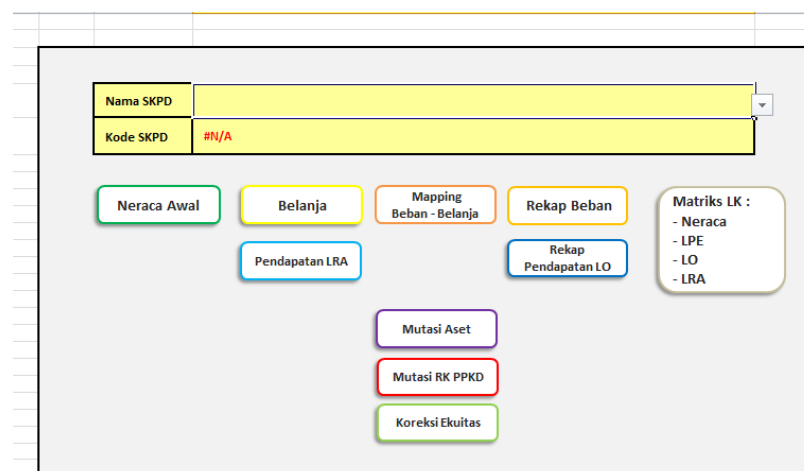 Nama SKPD
Kode SKPD #N/A
Neraca Awal
Belanja
Mapping
Beban - Belanja
Rekap Beban
Matriks LK :
- Neraca
- LPE
- LO
- LRA
Pendapatan LRA
Rekap
Pendapatan LO
Mutasi Aset
Mutasi RK PPKD
Koreksi Ekuitas